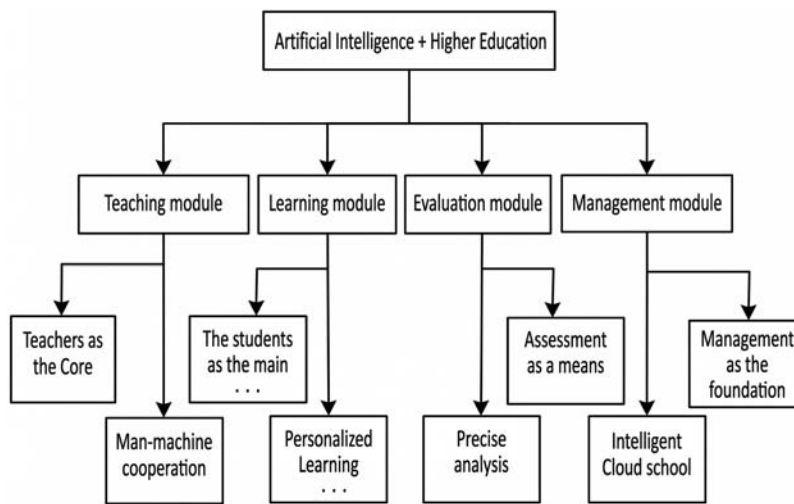 Artificial Intelligence + Higher Education
Teaching module
Learning module
Evaluation module
Management module
Teachers as
the Core
The students
as the main
...
Assessment
as a means
Management
as the
foundation
Man-machine
cooperation
Personalized
Learning
...
Precise
analysis
Intelligent
Cloud school